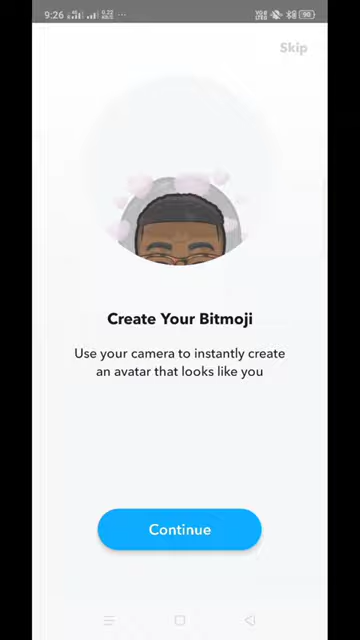 9:26
90
Skip
Create Your Bitmoji
Use your camera to instantly create
an avatar that looks like you
Continue